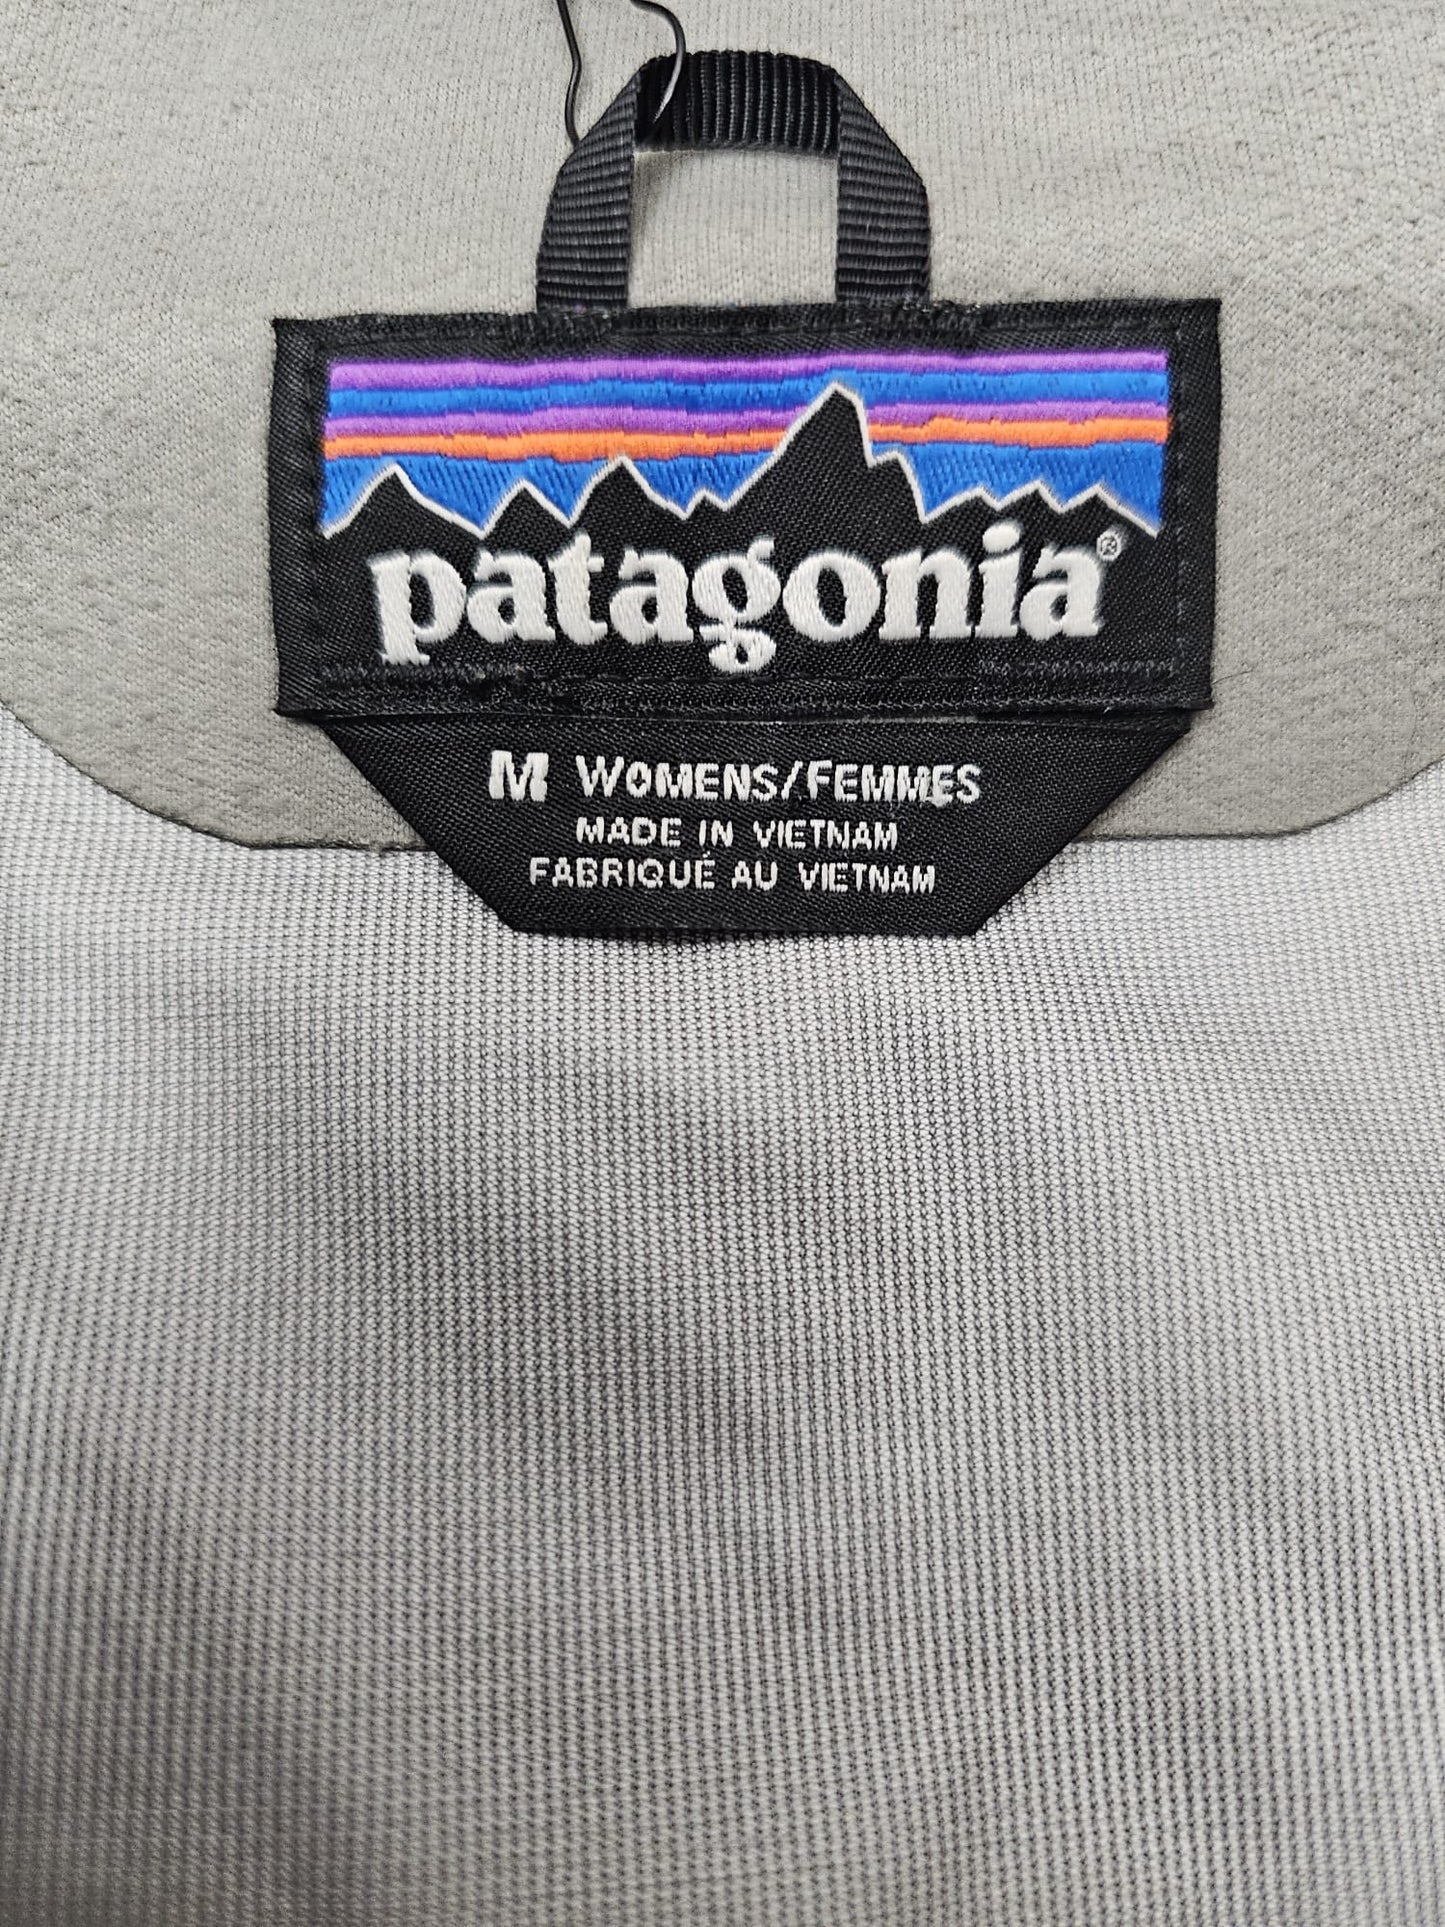 patagonia®
M WOMENS/FEMMES
MADE IN VIETNAM
FABRIQUÉ AU VIETNAM